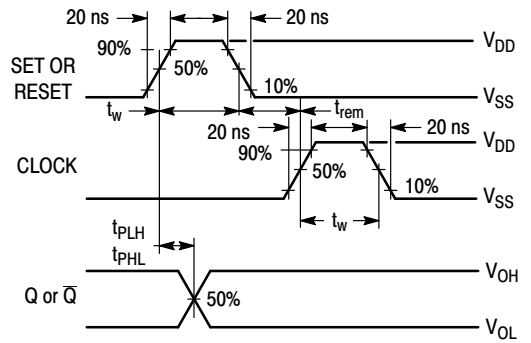 20 ns 20 ns
90% V_DD
SET OR
RESET
50%
10%
V_SS
t_w t_rem
20 ns 20 ns
90% V_DD
CLOCK
50%
10%
V_SS
t_w
t_PLH
t_PHL
V_OH
Q or Q̅
50%
V_OL